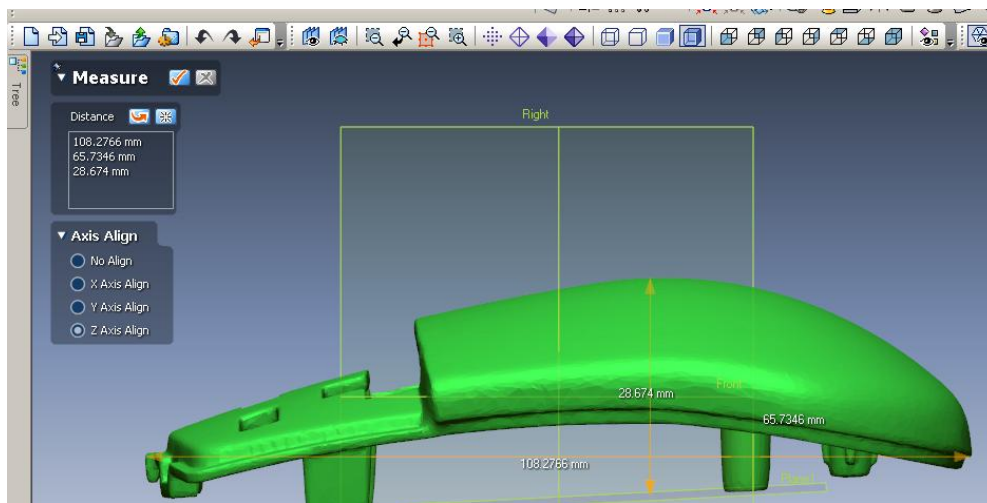 Tree
Measure
Distance
108.2766 mm
65.7346 mm
28.674 mm
Axis Align
No Align
X Axis Align
Y Axis Align
Z Axis Align
Right
Front
28.674 mm
65.7346 mm
108.2766 mm
Plane1